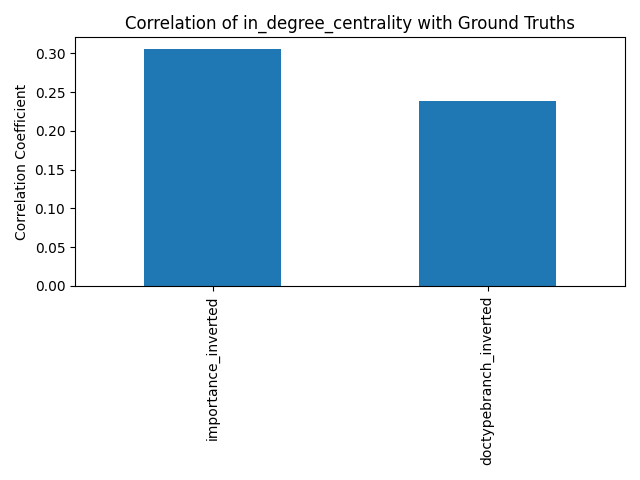 Correlation of in_degree_centrality with Ground Truths
Correlation Coefficient
0.30
0.25
0.20
0.15
0.10
0.05
0.00
importance_inverted
doctypebranch_inverted